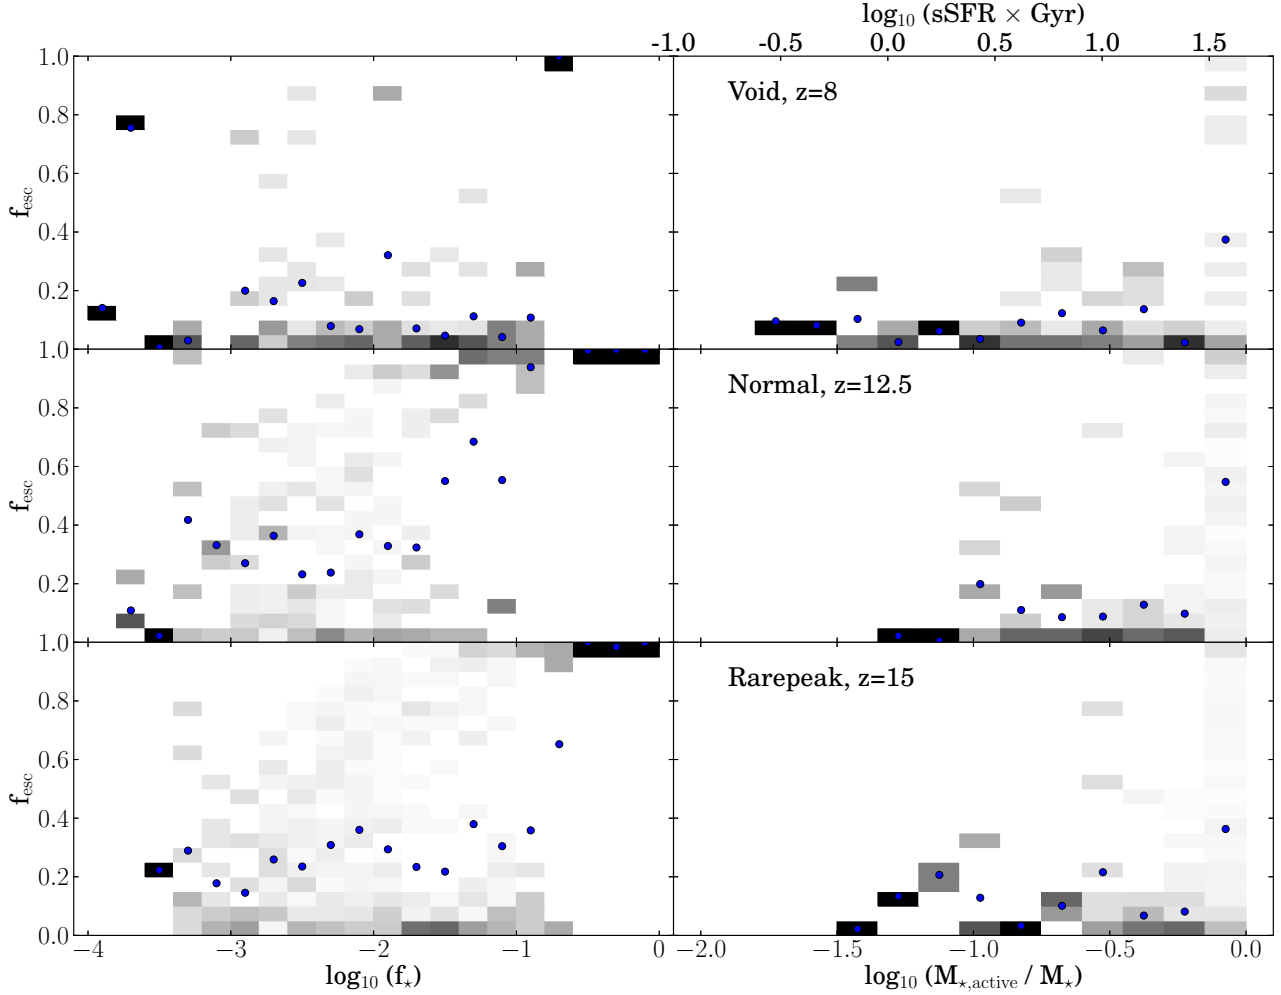 log₁₀ (sSFR × Gyr)
-1.0 -0.5 0.0 0.5 1.0 1.5
1.0
0.8
0.6
0.4
0.2
f_esc
Void, z=8
1.0
0.8
0.6
0.4
0.2
f_esc
Normal, z=12.5
1.0
0.8
0.6
0.4
0.2
0.0
f_esc
Rarepeak, z=15
−4 −3 −2 −1 0
−2.0 −1.5 −1.0 −0.5 0.0
log₁₀ (f⋆)
log₁₀ (M⋆,active / M⋆)